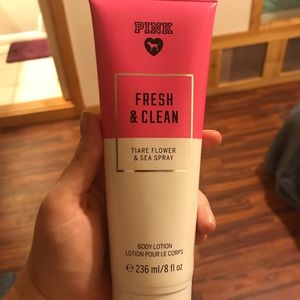 PINK
FRESH
& CLEAN
TIARE FLOWER
& SEA SPRAY
BODY LOTION
LOTION POUR LE CORPS
℮ 236 ml/8 fl oz